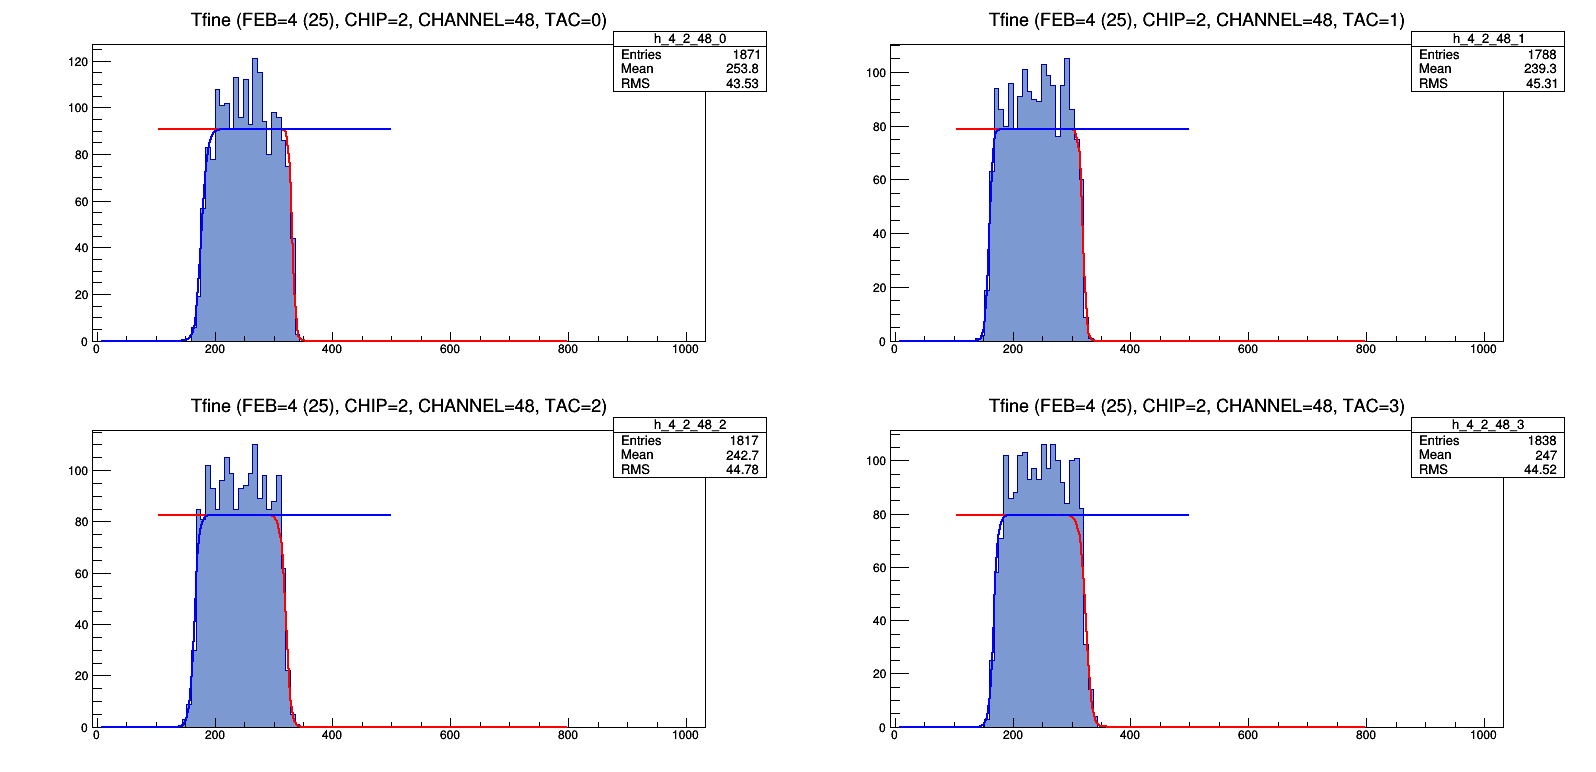 Tfine (FEB=4 (25), CHIP=2, CHANNEL=48, TAC=0)
h_4_2_48_0
Entries 1871
Mean 253.8
RMS 43.53
120
100
80
60
40
20
0
0 200 400 600 800 1000
Tfine (FEB=4 (25), CHIP=2, CHANNEL=48, TAC=1)
h_4_2_48_1
Entries 1788
Mean 239.3
RMS 45.31
100
80
60
40
20
0
0 200 400 600 800 1000
Tfine (FEB=4 (25), CHIP=2, CHANNEL=48, TAC=2)
h_4_2_48_2
Entries 1817
Mean 242.7
RMS 44.78
100
80
60
40
20
0
0 200 400 600 800 1000
Tfine (FEB=4 (25), CHIP=2, CHANNEL=48, TAC=3)
h_4_2_48_3
Entries 1838
Mean 247
RMS 44.52
100
80
60
40
20
0
0 200 400 600 800 1000